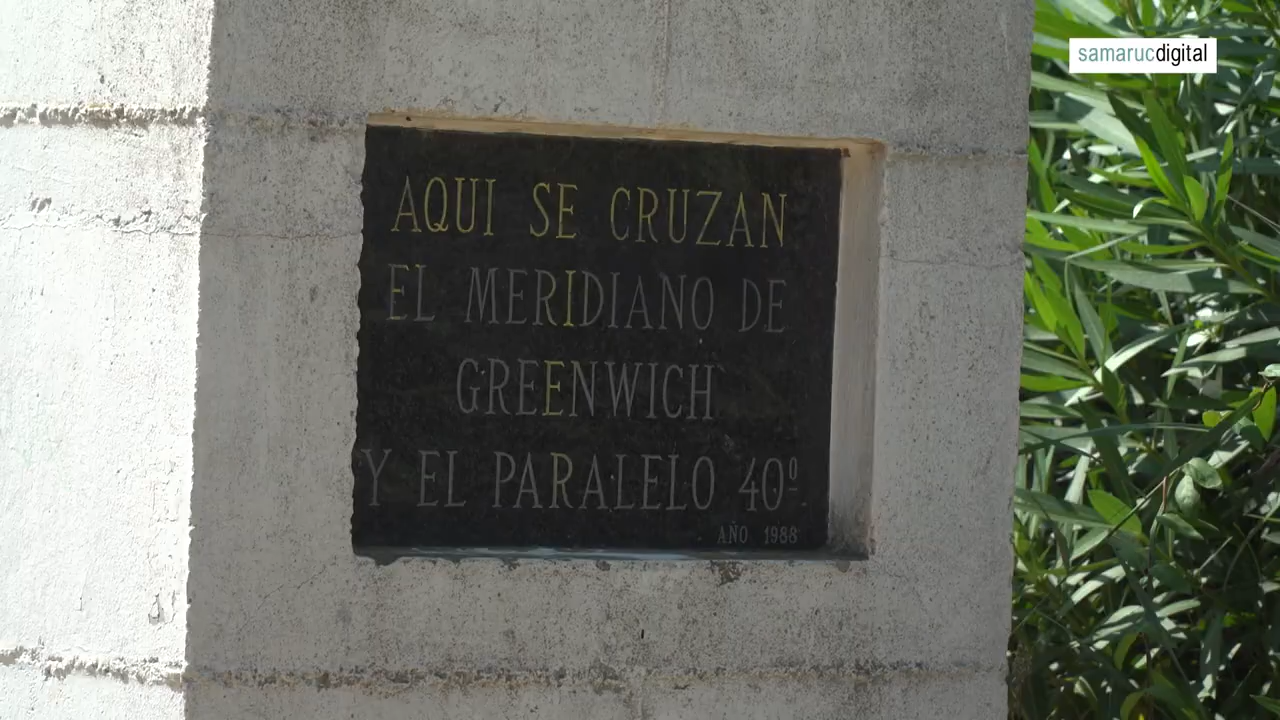 samarucdigital
AQUI SE CRUZAN
EL MERIDIANO DE
GREENWICH
Y EL PARALELO 40º
AÑO 1988